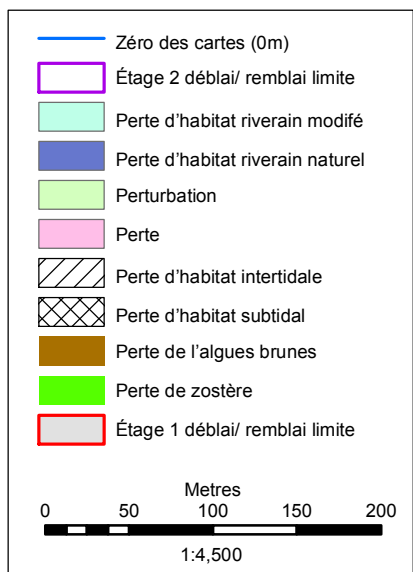 Zéro des cartes (0m)
Étage 2 déblai/ remblai limite
Perte d'habitat riverain modifé
Perte d'habitat riverain naturel
Perturbation
Perte
Perte d'habitat intertidale
Perte d'habitat subtidal
Perte de l'algues brunes
Perte de zostère
Étage 1 déblai/ remblai limite
Metres
0 50 100 150 200
1:4,500